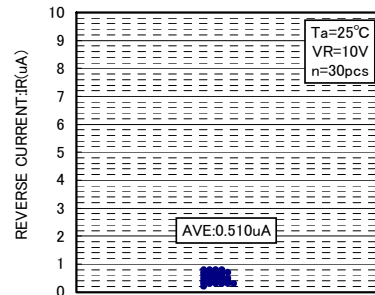 REVERSE CURRENT:IR(uA)
10
9
8
7
6
5
4
3
2
1
0
Ta=25°C
VR=10V
n=30pcs
AVE:0.510uA